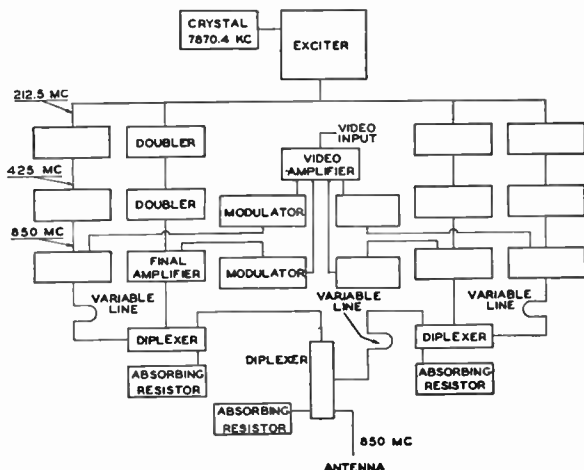 CRYSTAL
7870.4 KC
EXCITER
212.5 MC
DOUBLER
VIDEO
INPUT
VIDEO
AMPLIFIER
425 MC
DOUBLER
MODULATOR
850 MC
FINAL
AMPLIFIER
MODULATOR
VARIABLE
LINE
VARIABLE
LINE
VARIABLE
LINE
DIPLEXER
DIPLEXER
DIPLEXER
ABSORBING
RESISTOR
ABSORBING
RESISTOR
ABSORBING
RESISTOR
850 MC
ANTENNA